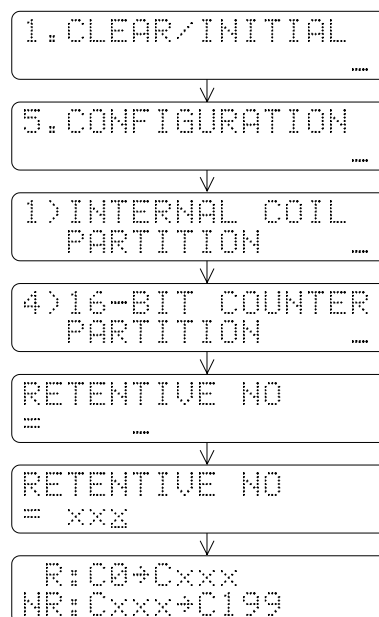 1.CLEAR/INITIAL
5.CONFIGURATION
1)INTERNAL COIL
PARTITION
4)16-BIT COUNTER
PARTITION
RETENTIVE NO
=
RETENTIVE NO
= xxx
R:C0→Cxxx
NR:Cxxx→C199